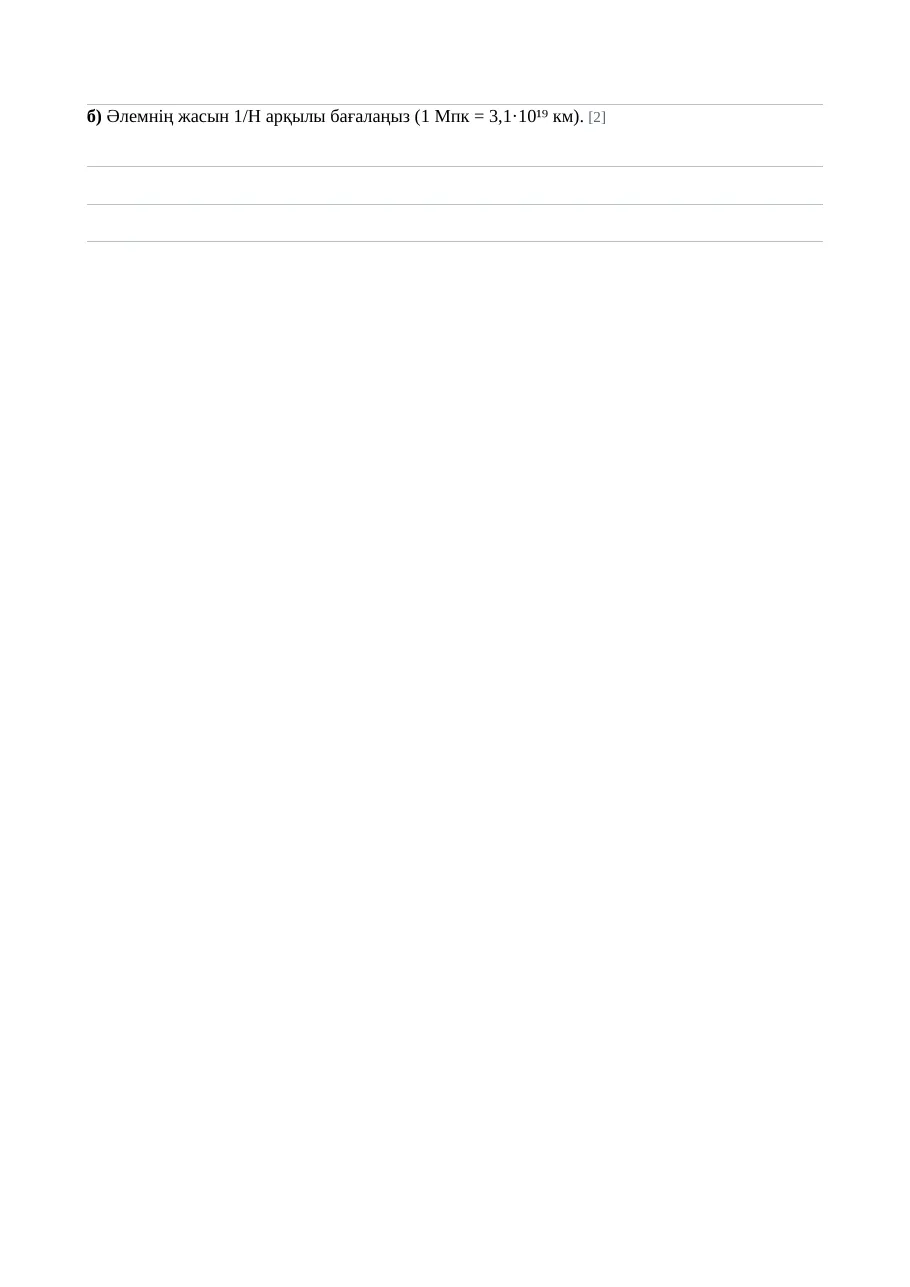 б) Әлемнің жасын 1/H арқылы бағалаңыз (1 Мпк = 3,1·10¹⁹ км). [2]